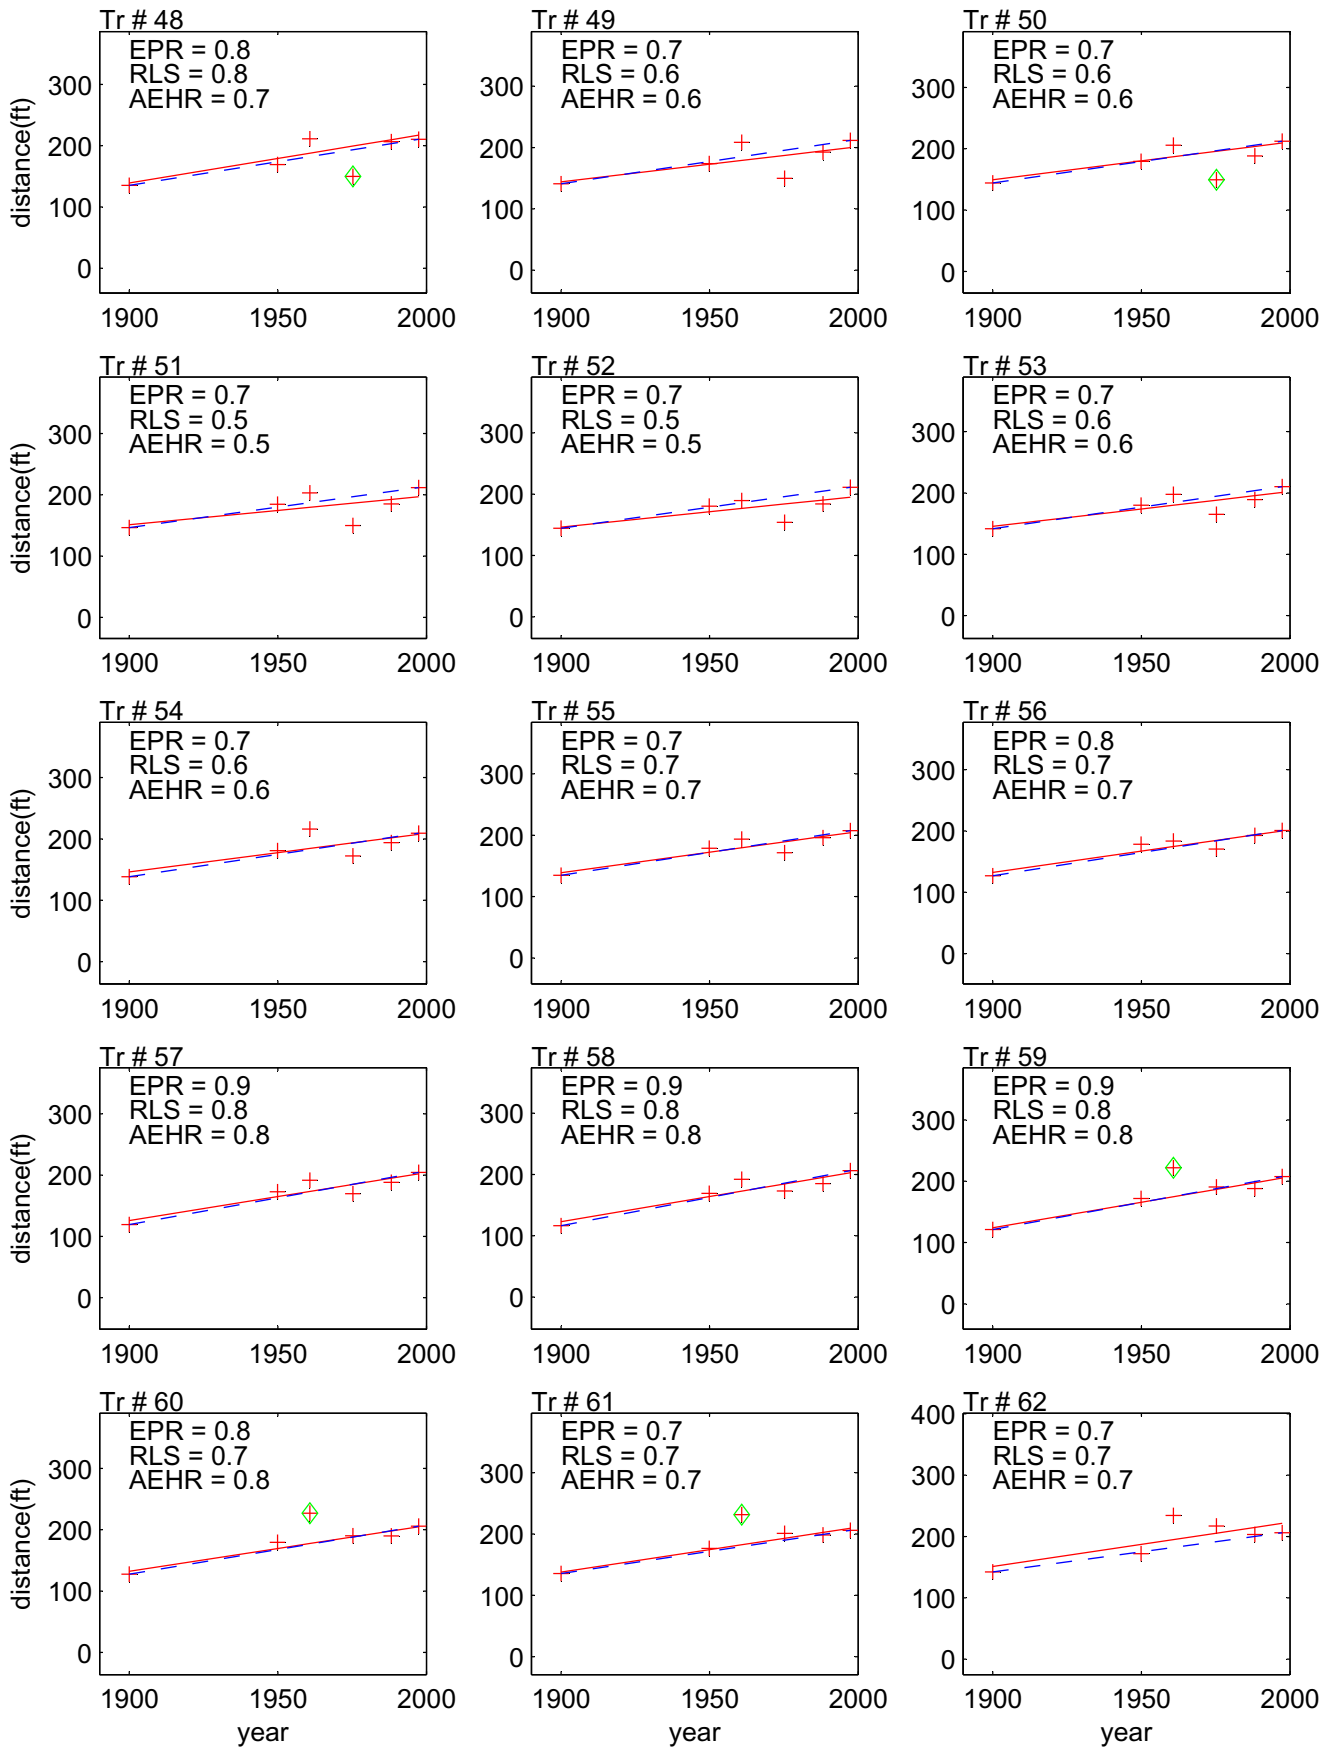 Tr # 48
EPR = 0.8
RLS = 0.8
AEHR = 0.7
300
200
100
0
distance(ft)
1900 1950 2000
Tr # 49
EPR = 0.7
RLS = 0.6
AEHR = 0.6
300
200
100
0
1900 1950 2000
Tr # 50
EPR = 0.7
RLS = 0.6
AEHR = 0.6
300
200
100
0
1900 1950 2000
Tr # 51
EPR = 0.7
RLS = 0.5
AEHR = 0.5
300
200
100
0
distance(ft)
1900 1950 2000
Tr # 52
EPR = 0.7
RLS = 0.5
AEHR = 0.5
300
200
100
0
1900 1950 2000
Tr # 53
EPR = 0.7
RLS = 0.6
AEHR = 0.6
300
200
100
0
1900 1950 2000
Tr # 54
EPR = 0.7
RLS = 0.6
AEHR = 0.6
300
200
100
0
distance(ft)
1900 1950 2000
Tr # 55
EPR = 0.7
RLS = 0.7
AEHR = 0.7
300
200
100
0
1900 1950 2000
Tr # 56
EPR = 0.8
RLS = 0.7
AEHR = 0.7
300
200
100
0
1900 1950 2000
Tr # 57
EPR = 0.9
RLS = 0.8
AEHR = 0.8
300
200
100
0
distance(ft)
1900 1950 2000
Tr # 58
EPR = 0.9
RLS = 0.8
AEHR = 0.8
300
200
100
0
1900 1950 2000
Tr # 59
EPR = 0.9
RLS = 0.8
AEHR = 0.8
300
200
100
0
1900 1950 2000
Tr # 60
EPR = 0.8
RLS = 0.7
AEHR = 0.8
300
200
100
0
distance(ft)
1900 1950 2000
year
Tr # 61
EPR = 0.7
RLS = 0.7
AEHR = 0.7
300
200
100
0
1900 1950 2000
year
Tr # 62
EPR = 0.7
RLS = 0.7
AEHR = 0.7
400
300
200
100
0
1900 1950 2000
year